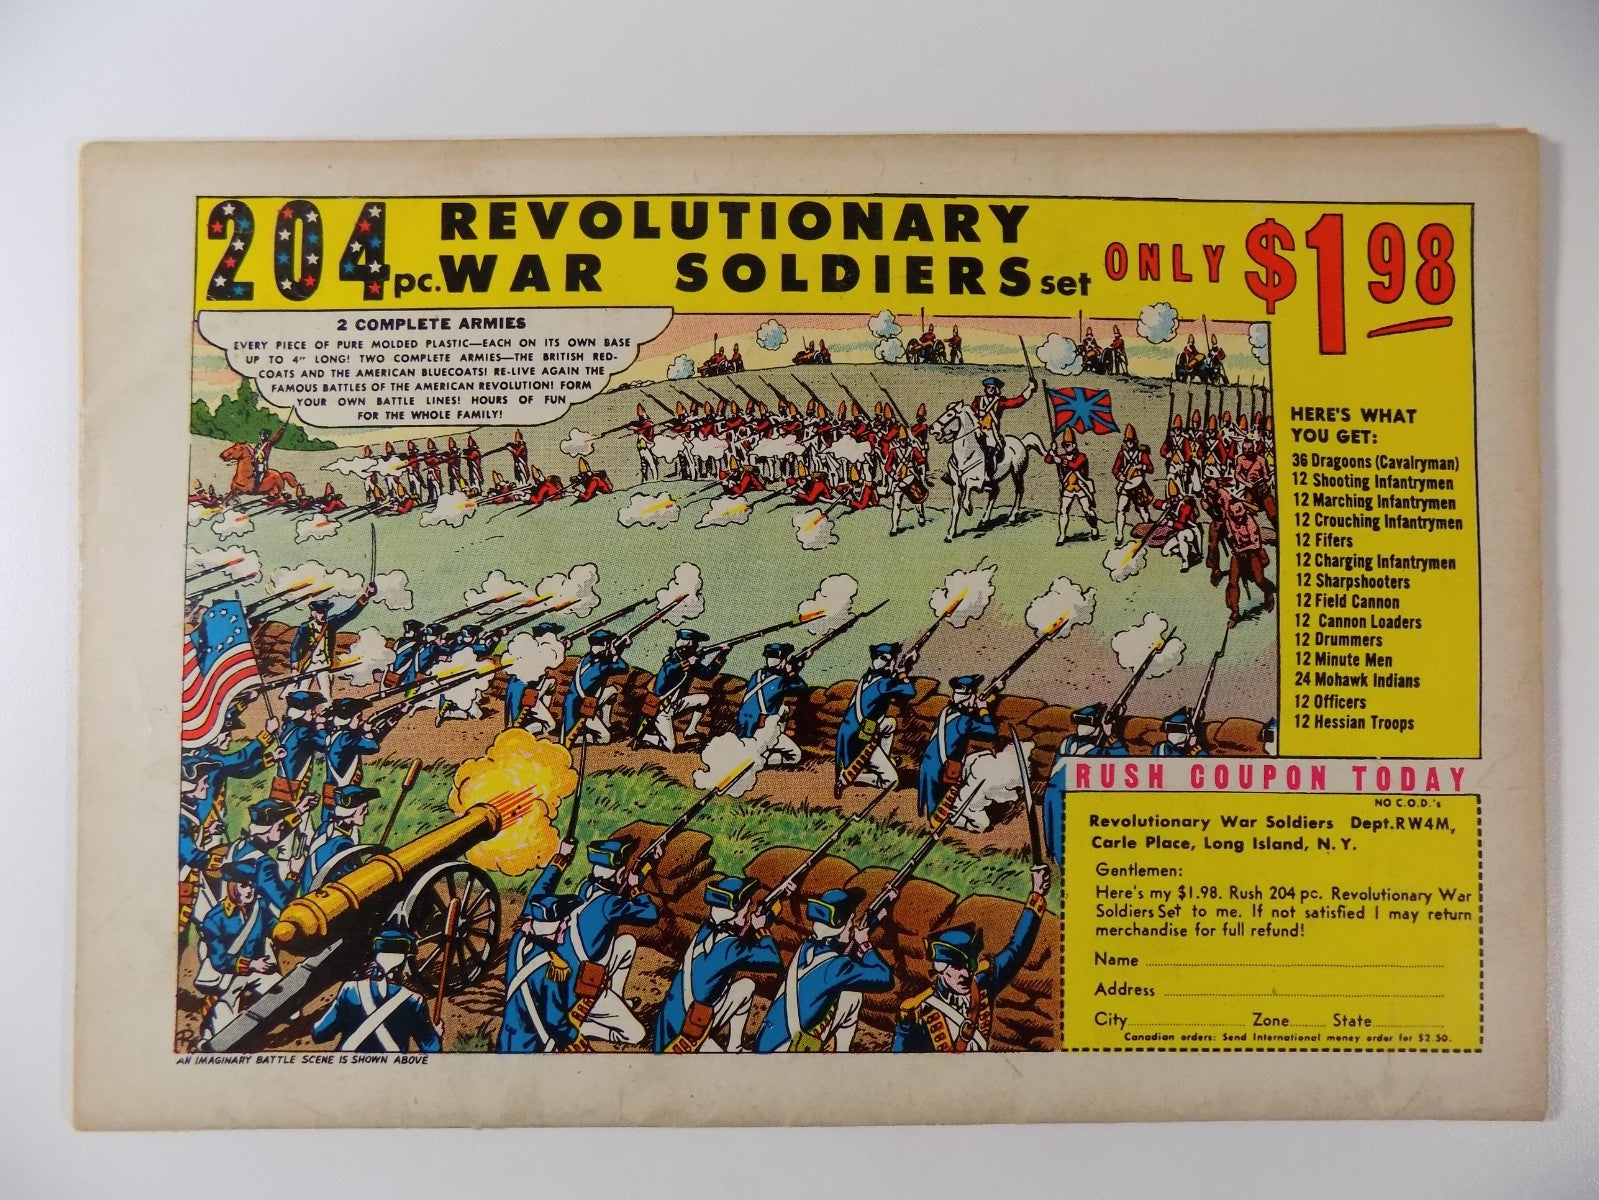 204 pc. REVOLUTIONARY
WAR SOLDIERS set
ONLY $1.98
2 COMPLETE ARMIES
EVERY PIECE OF PURE MOLDED PLASTIC—EACH ON ITS OWN BASE
UP TO 4" LONG! TWO COMPLETE ARMIES—THE BRITISH RED-
COATS AND THE AMERICAN BLUECOATS! RE-LIVE AGAIN THE
FAMOUS BATTLES OF THE AMERICAN REVOLUTION! FORM
YOUR OWN BATTLE LINES! HOURS OF FUN
FOR THE WHOLE FAMILY!
HERE'S WHAT
YOU GET:
36 Dragoons (Cavalryman)
12 Shooting Infantrymen
12 Marching Infantrymen
12 Crouching Infantrymen
12 Fifers
12 Charging Infantrymen
12 Sharpshooters
12 Field Cannon
12 Cannon Loaders
12 Drummers
12 Minute Men
24 Mohawk Indians
12 Officers
12 Hessian Troops
RUSH COUPON TODAY
NO C.O.D.'s
Revolutionary War Soldiers Dept.RW4M,
Carle Place, Long Island, N. Y.
Gentlemen:
Here's my $1.98. Rush 204 pc. Revolutionary War
Soldiers Set to me. If not satisfied I may return
merchandise for full refund!
Name
Address
City Zone State
Canadian orders: Send International money order for $2.50.
AN IMAGINARY BATTLE SCENE IS SHOWN ABOVE